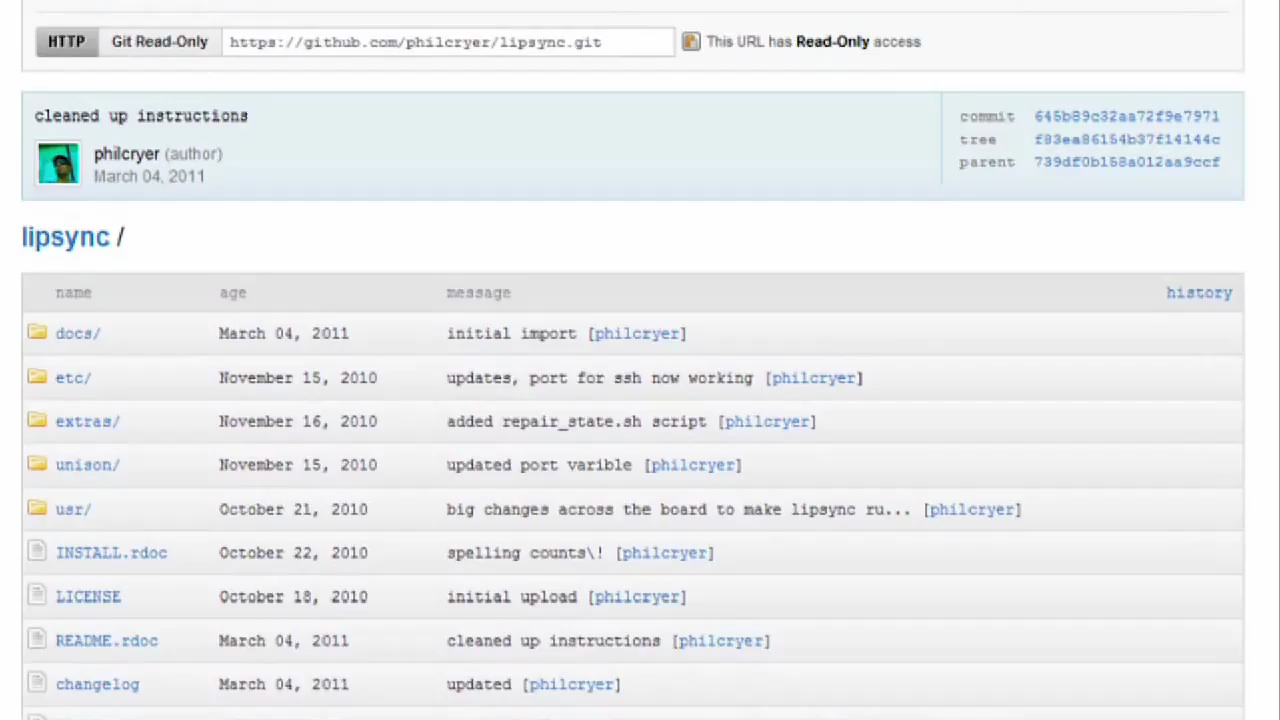 HTTP Git Read-Only https://github.com/philcryer/lipsync.git This URL has Read-Only access
cleaned up instructions
philcryer (author)
March 04, 2011
commit 645b89c32aa72f9e7971
tree f83ea86154b37f14144c
parent 739df0b158a012aa9ccf
lipsync /
name age message history
docs/ March 04, 2011 initial import [philcryer]
etc/ November 15, 2010 updates, port for ssh now working [philcryer]
extras/ November 16, 2010 added repair_state.sh script [philcryer]
unison/ November 15, 2010 updated port varible [philcryer]
usr/ October 21, 2010 big changes across the board to make lipsync ru... [philcryer]
INSTALL.rdoc October 22, 2010 spelling counts\! [philcryer]
LICENSE October 18, 2010 initial upload [philcryer]
README.rdoc March 04, 2011 cleaned up instructions [philcryer]
changelog March 04, 2011 updated [philcryer]